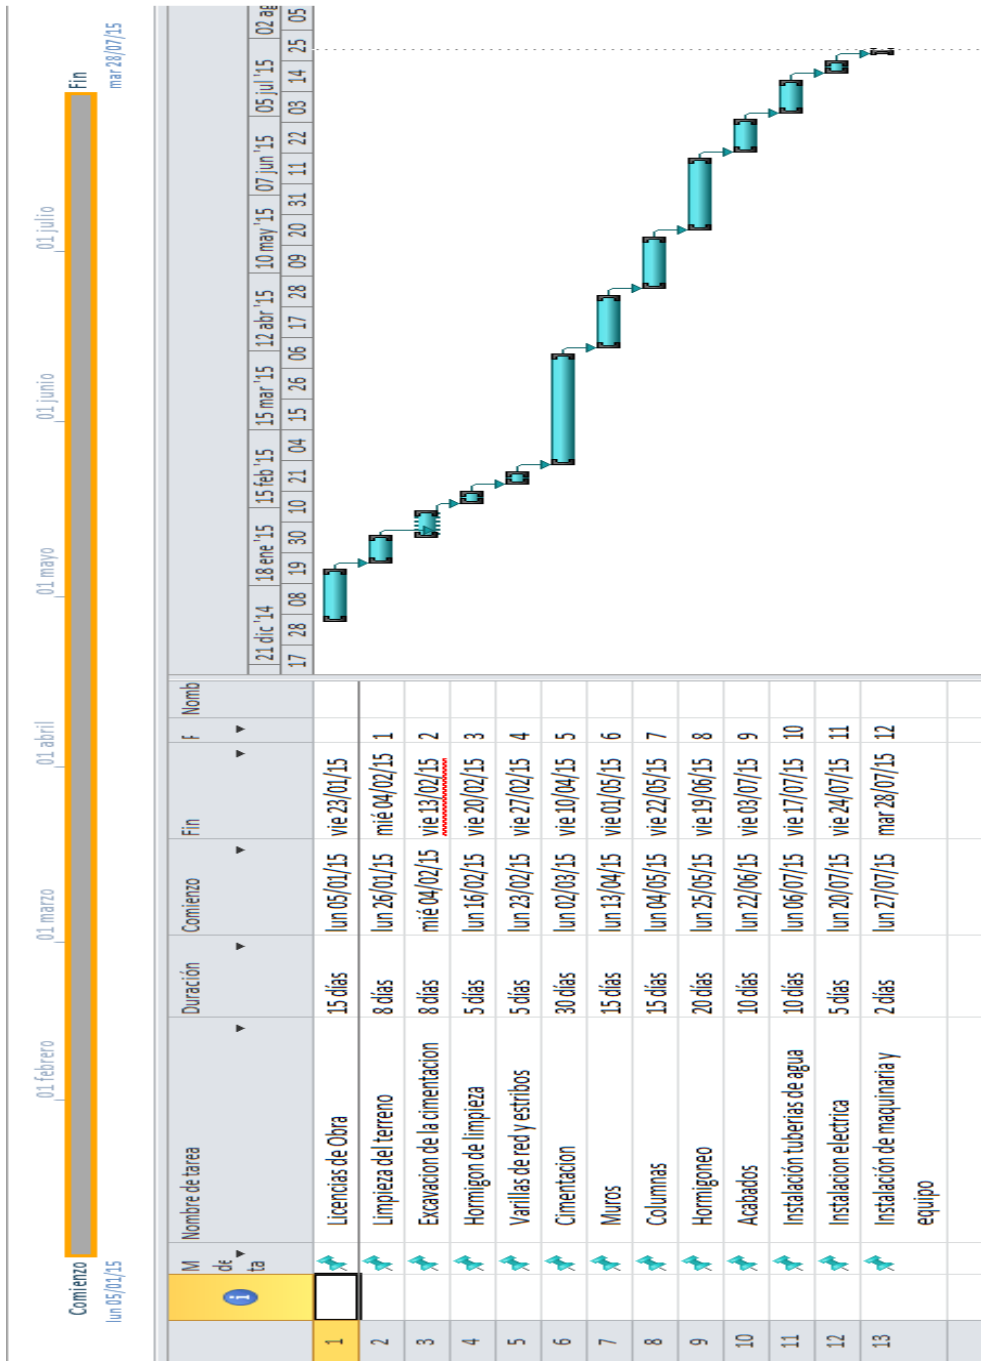 01 febrero 01 marzo 01 abril 01 mayo 01 junio 01 julio
Comienzo Fin
lun 05/01/15 mar 28/07/15
M de ta Nombre de tarea Duración Comienzo Fin Nomb
21 dic '14 18 ene '15 15 feb '15 15 mar '15 12 abr '15 10 may '15 07 jun '15 05 jul '15 02 ag
17 28 08 19 30 10 21 04 15 26 06 17 28 09 20 31 11 22 03 14 25 05
1 Licencias de Obra 15 días lun 05/01/15 vie 23/01/15
2 Limpieza del terreno 8 días lun 26/01/15 mié 04/02/15 1
3 Excavacion de la cimentacion 8 días mié 04/02/15 vie 13/02/15 2
4 Hormigon de limpieza 5 días lun 16/02/15 vie 20/02/15 3
5 Varillas de red y estribos 5 días lun 23/02/15 vie 27/02/15 4
6 Cimentacion 30 días lun 02/03/15 vie 10/04/15 5
7 Muros 15 días lun 13/04/15 vie 01/05/15 6
8 Columnas 15 días lun 04/05/15 vie 22/05/15 7
9 Hormigoneo 20 días lun 25/05/15 vie 19/06/15 8
10 Acabados 10 días lun 22/06/15 vie 03/07/15 9
11 Instalación tuberias de agua 10 días lun 06/07/15 vie 17/07/15 10
12 Instalacion electrica 5 días lun 20/07/15 vie 24/07/15 11
13 Instalación de maquinaria y 2 días lun 27/07/15 mar 28/07/15 12
equipo